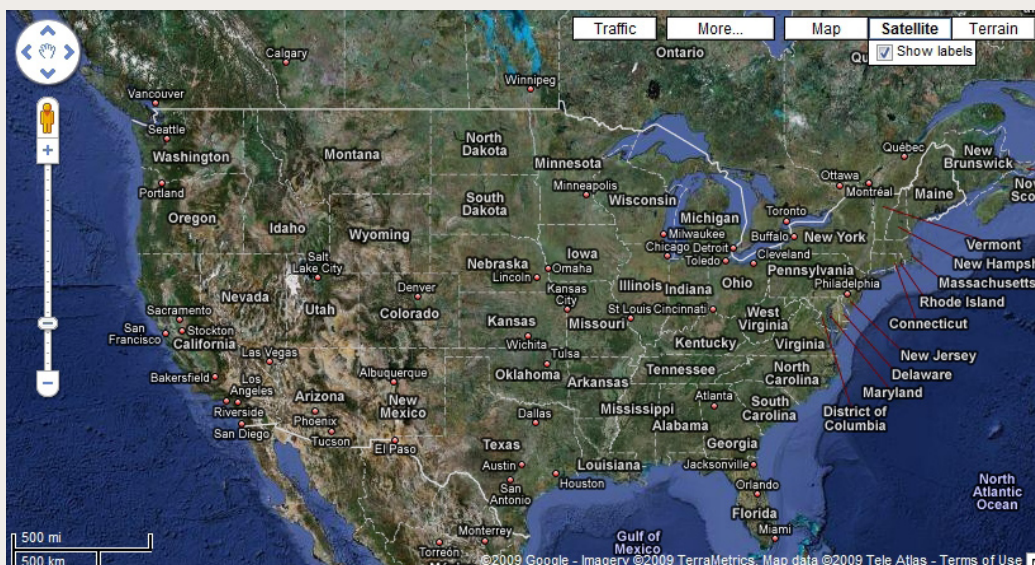 Traffic
More...
Map
Satellite
Terrain
Show labels
Calgary
Ontario
Winnipeg
Vancouver
Seattle
Washington
Montana
North
Dakota
Minnesota
Québec
New
Brunswick
Ottawa
Montréal
Maine
Portland
Oregon
Idaho
Wyoming
South
Dakota
Minneapolis
Wisconsin
Michigan
Toronto
Milwaukee
Buffalo
New York
Vermont
Chicago
Detroit
Toledo
Cleveland
Salt
Lake City
Nebraska
Iowa
Omaha
Lincoln
Pennsylvania
Massachusetts
Philadelphia
Nevada
Utah
Denver
Colorado
Kansas
City
Illinois
Indiana
Ohio
Rhode Island
Sacramento
San
Francisco
Stockton
California
Kansas
Missouri
St Louis
Cincinnati
West
Virginia
Connecticut
Las Vegas
Wichita
Tulsa
Kentucky
Virginia
New Jersey
Bakersfield
Los
Angeles
Albuquerque
Oklahoma
Arkansas
Tennessee
North
Carolina
Delaware
Maryland
Riverside
Arizona
Phoenix
New
Mexico
Dallas
Mississippi
Atlanta
South
Carolina
District of
Columbia
San Diego
Tucson
El Paso
Texas
Alabama
Georgia
Austin
Louisiana
Jacksonville
San
Antonio
Houston
Orlando
North
Atlantic
Ocean
Florida
Miami
Monterrey
Torreón
Gulf of
Mexico
500 mi
500 km
©2009 Google - Imagery ©2009 TerraMetrics, Map data ©2009 Tele Atlas - Terms of Use